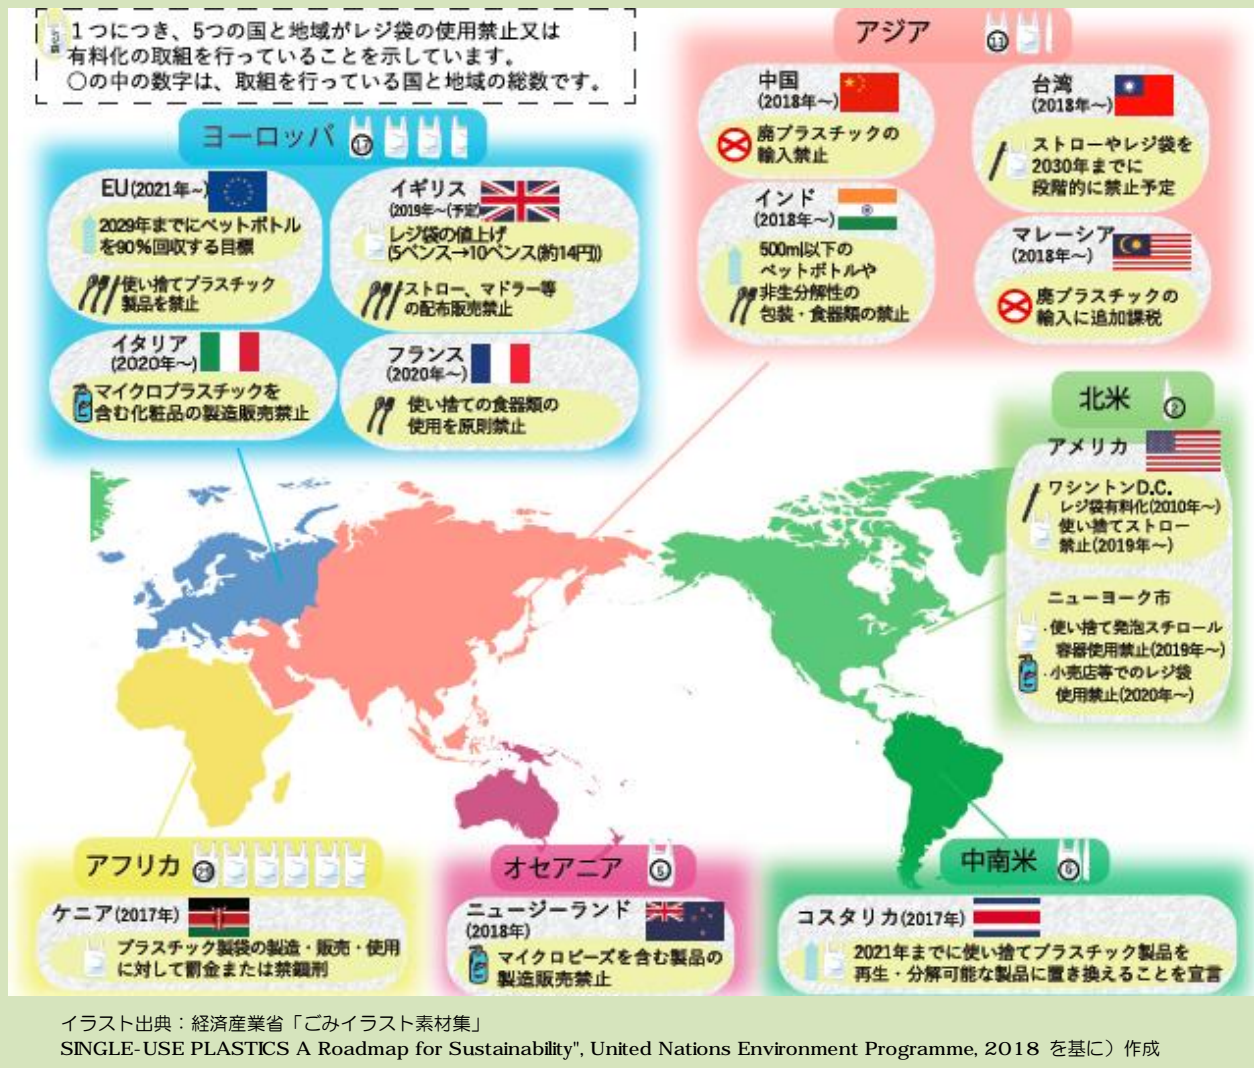 1つにつき、5つの国と地域がレジ袋の使用禁止又は
有料化の取組を行っていることを示しています。
○の中の数字は、取組を行っている国と地域の総数です。
ヨーロッパ 17
EU(2021年~)
2029年までにペットボトル
を90%回収する目標
使い捨てプラスチック
製品を禁止
イギリス
(2019年~(予定))
レジ袋の値上げ
(5ペンス→10ペンス(約14円))
ストロー、マドラー等
の配布販売禁止
イタリア
(2020年~)
マイクロプラスチックを
含む化粧品の製造販売禁止
フランス
(2020年~)
使い捨ての食器類の
使用を原則禁止
アジア 11
中国
(2018年~)
廃プラスチックの
輸入禁止
台湾
(2018年~)
ストローやレジ袋を
2030年までに
段階的に禁止予定
インド
(2018年~)
500ml以下の
ペットボトルや
非生分解性の
包装・食器類の禁止
マレーシア
(2018年~)
廃プラスチックの
輸入に追加課税
北米 2
アメリカ
ワシントンD.C.
レジ袋有料化(2010年~)
使い捨てストロー
禁止(2019年~)
ニューヨーク市
・使い捨て発泡スチロール
容器使用禁止(2019年~)
・小売店等でのレジ袋
使用禁止(2020年~)
アフリカ
ケニア(2017年)
プラスチック製袋の製造・販売・使用
に対して罰金または禁錮刑
オセアニア 5
ニュージーランド
(2018年)
マイクロビーズを含む製品の
製造販売禁止
中南米 6
コスタリカ(2017年)
2021年までに使い捨てプラスチック製品を
再生・分解可能な製品に置き換えることを宣言
イラスト出典：経済産業省「ごみイラスト素材集」
SINGLE-USE PLASTICS A Roadmap for Sustainability", United Nations Environment Programme, 2018 を基に）作成